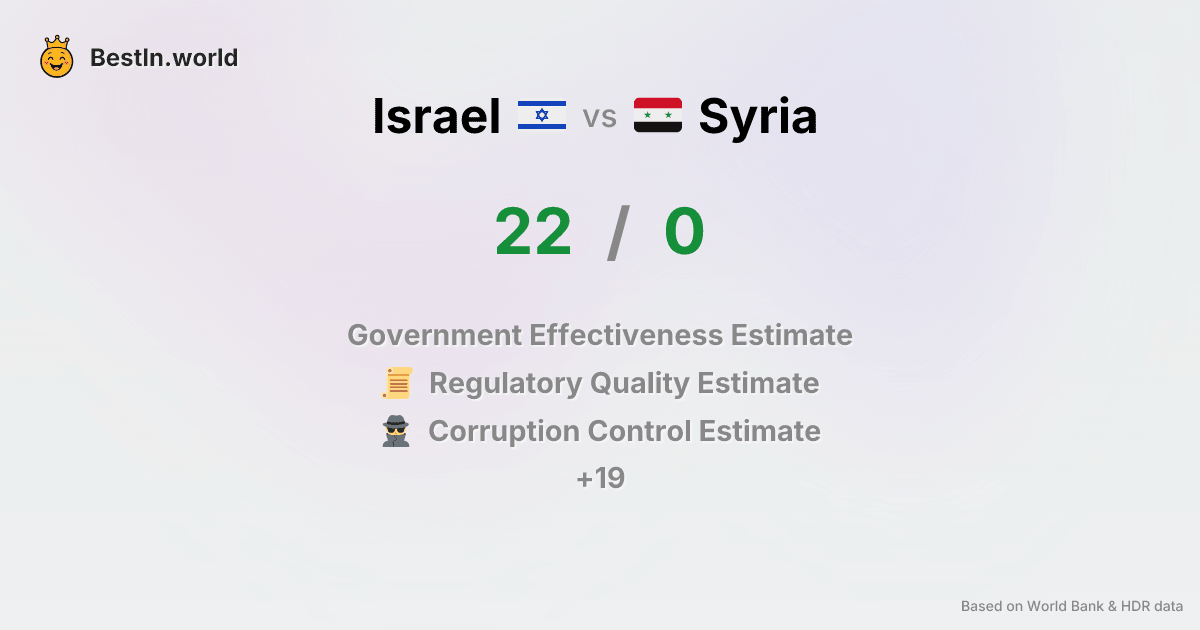 BestIn.world
Israel vs Syria
22 / 0
Government Effectiveness Estimate
Regulatory Quality Estimate
Corruption Control Estimate
+19
Based on World Bank & HDR data